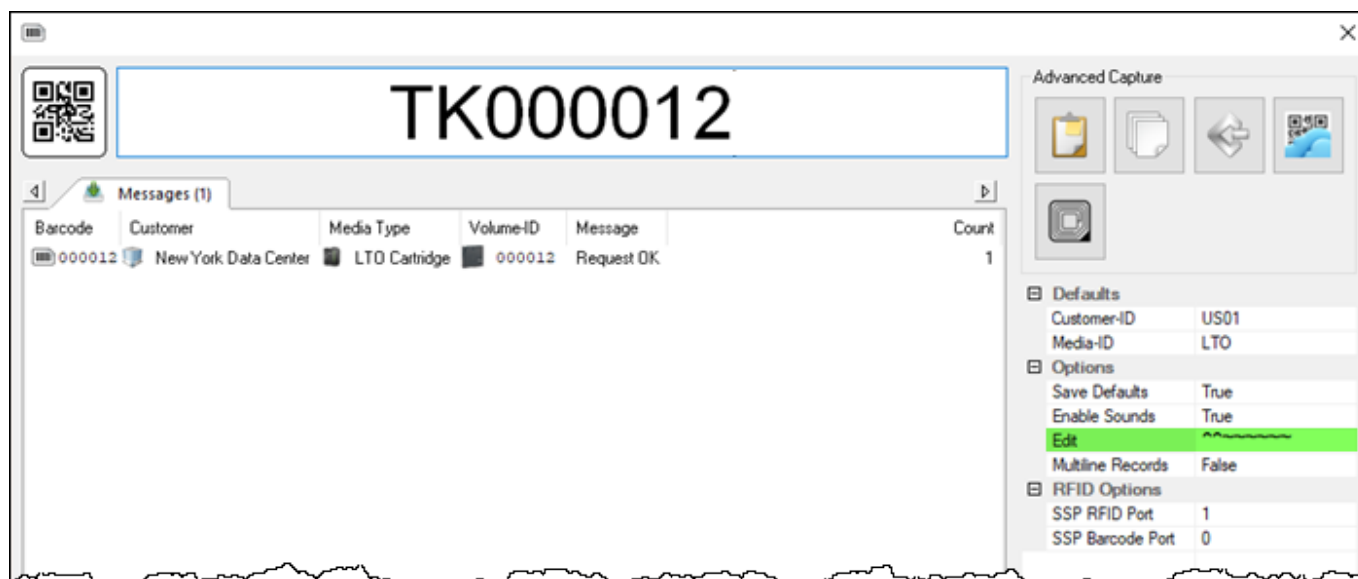 TK000012
Advanced Capture
Messages (1)
Barcode Customer Media Type Volume-ID Message Count
000012 New York Data Center LTO Cartridge 000012 Request OK 1
Defaults
Customer-ID US01
Media-ID LTO
Options
Save Defaults True
Enable Sounds True
Edit ^^~~~~~~
Multiline Records False
RFID Options
SSP RFID Port 1
SSP Barcode Port 0